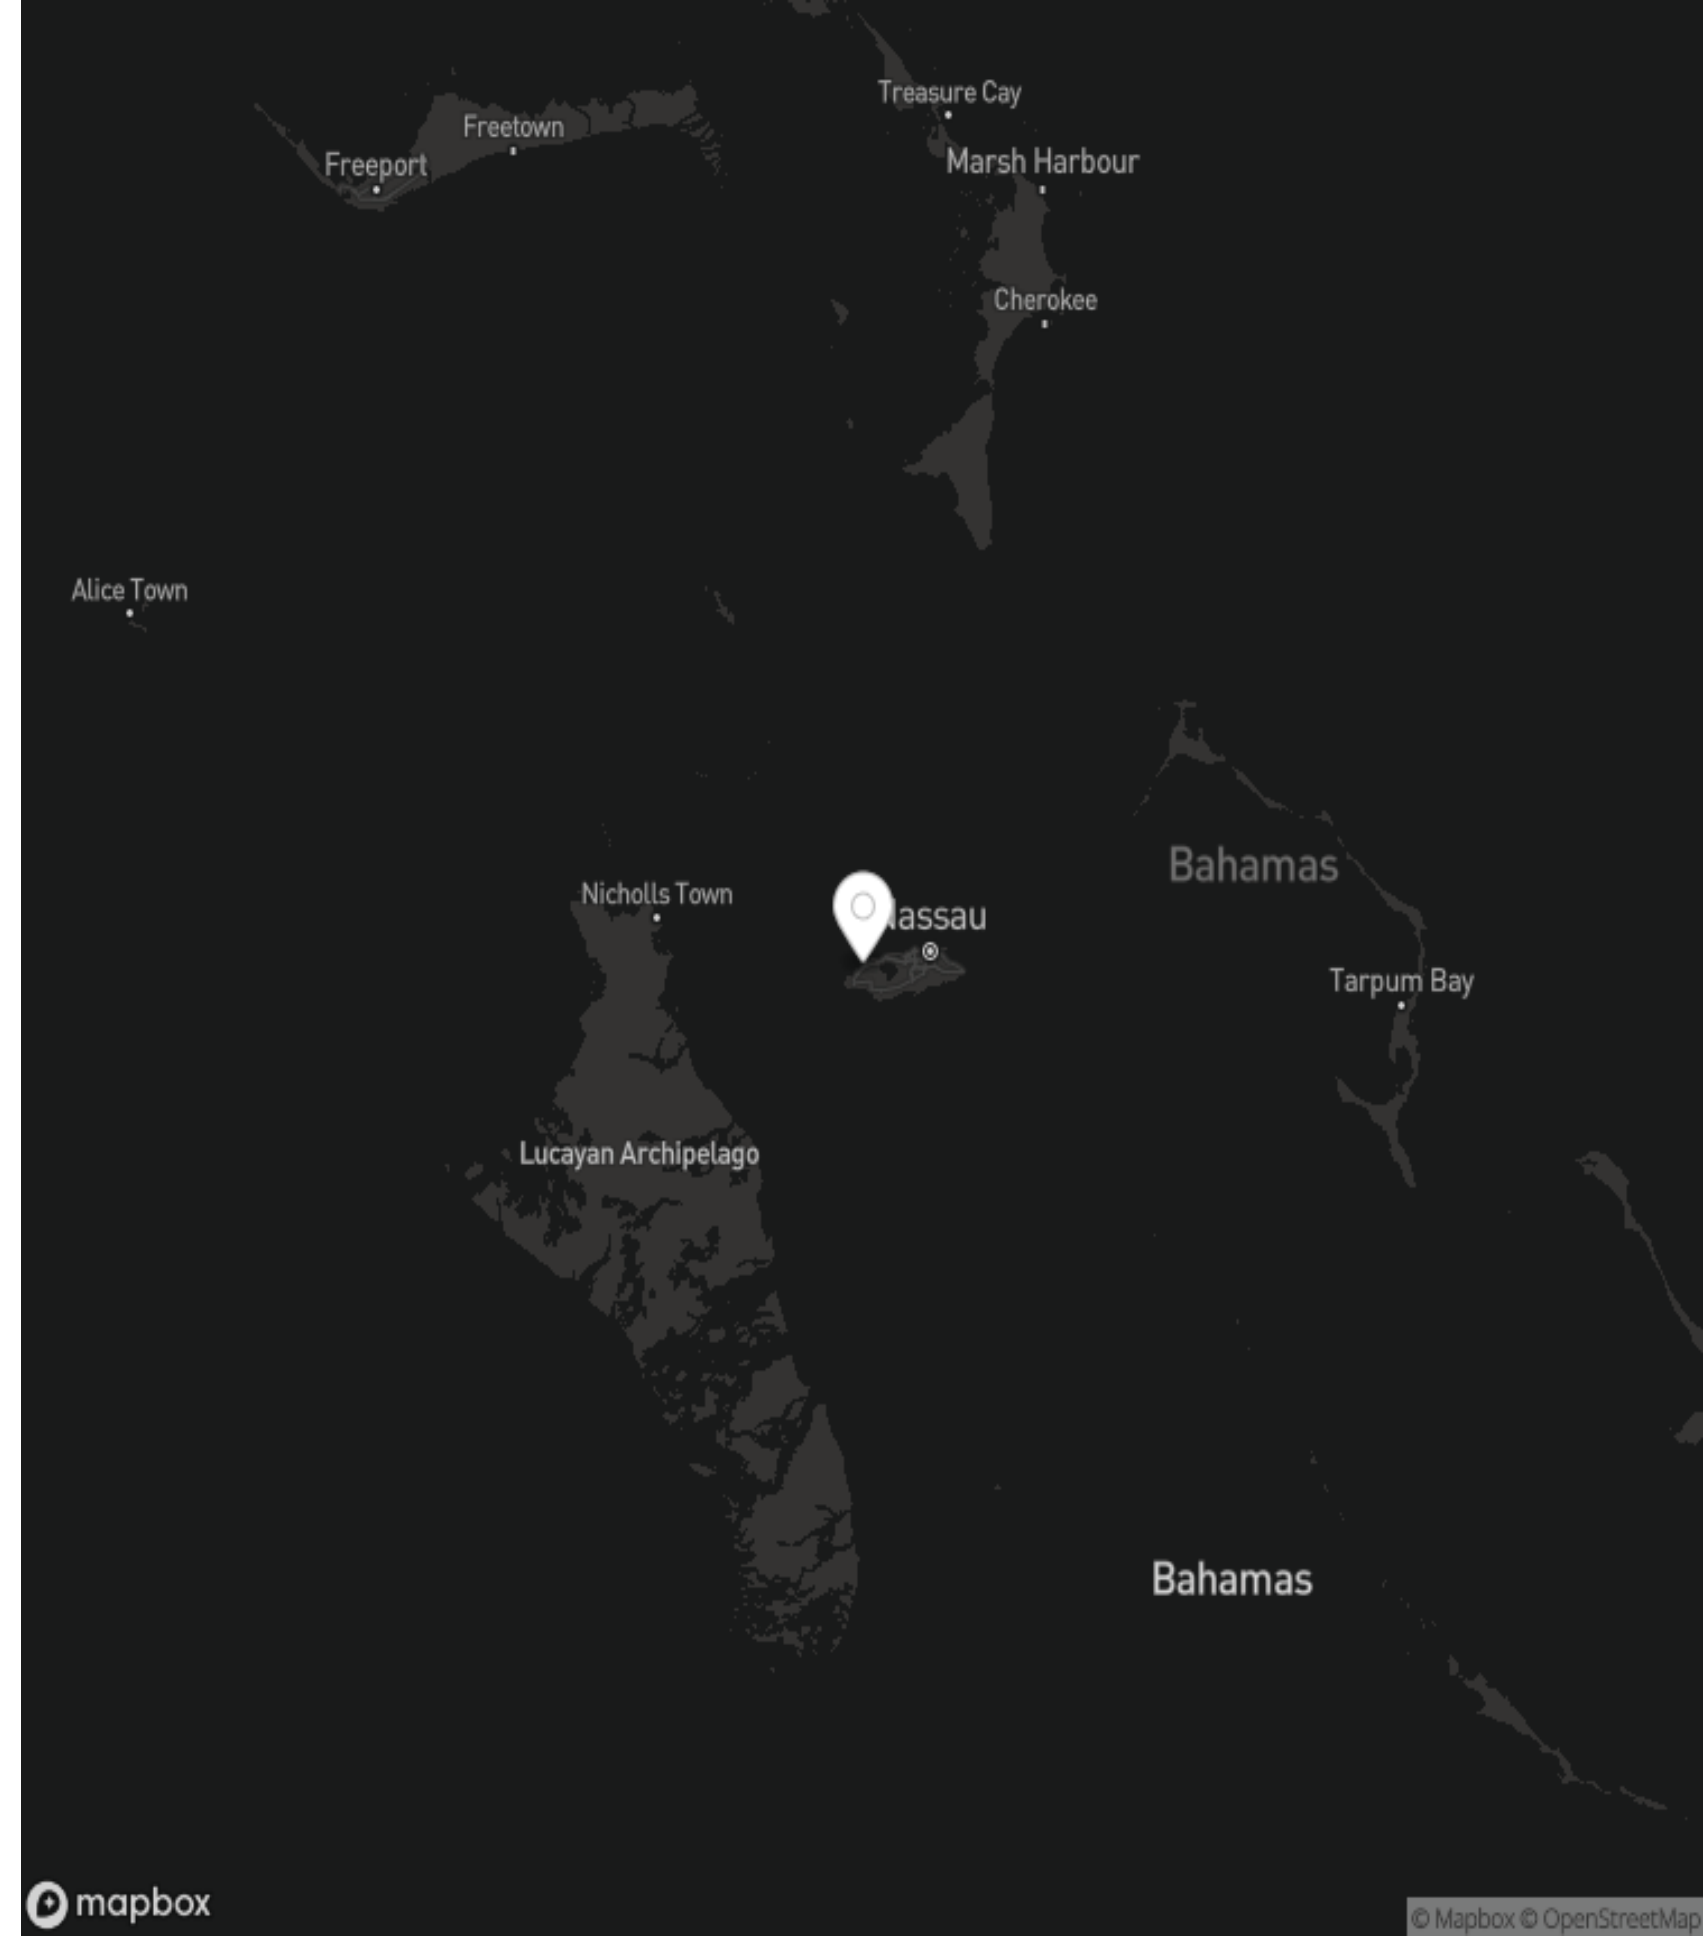 Treasure Cay
Freetown
Marsh Harbour
Freeport
Cherokee
Alice Town
Bahamas
Nicholls Town
assau
Tarpum Bay
Lucayan Archipelago
Bahamas
mapbox
© Mapbox © OpenStreetMap